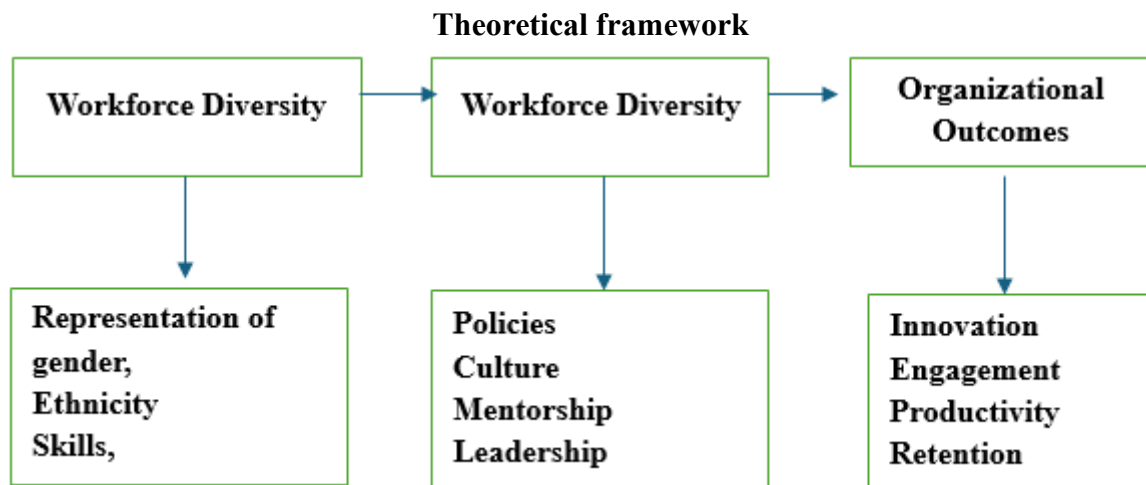 Theoretical framework
Workforce Diversity
Workforce Diversity
Organizational
Outcomes
Representation of
gender,
Ethnicity
Skills,
Policies
Culture
Mentorship
Leadership
Innovation
Engagement
Productivity
Retention